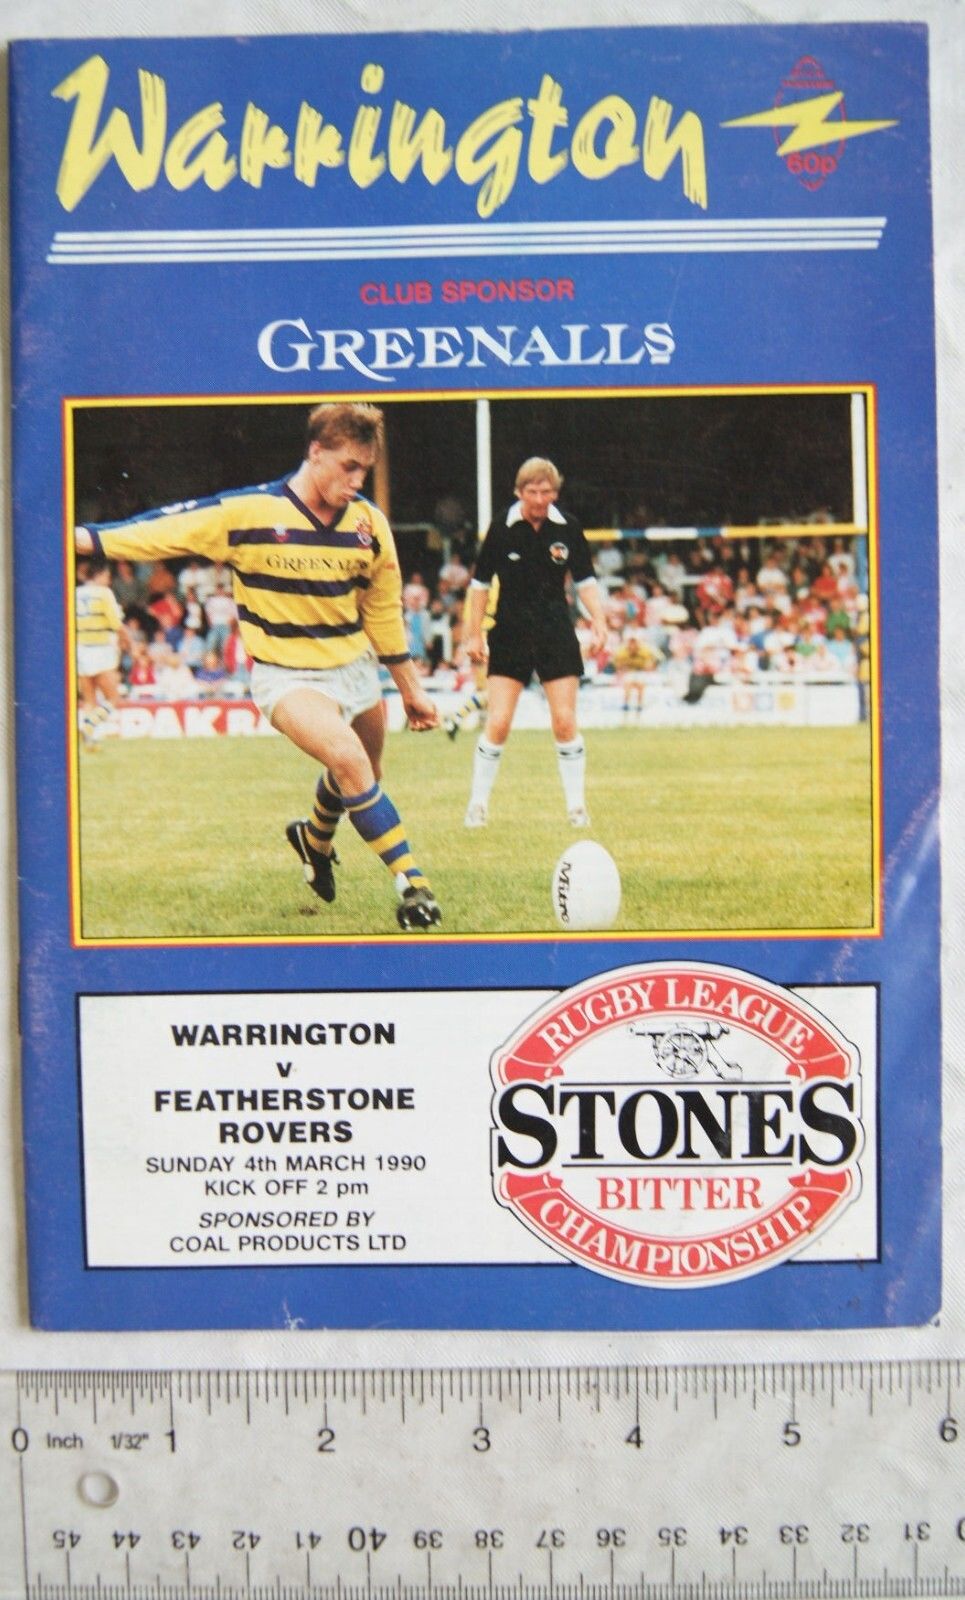 Warrington
60p
CLUB SPONSOR
GREENALLS
GREENALLS
PAK
Mitre
WARRINGTON
v
FEATHERSTONE
ROVERS
SUNDAY 4th MARCH 1990
KICK OFF 2 pm
SPONSORED BY
COAL PRODUCTS LTD
RUGBY LEAGUE
STONES
BITTER
CHAMPIONSHIP
0 Inch 1/32" 1 2 3 4 5 6
45 44 43 42 41 40 39 38 37 36 35 34 33 32 31